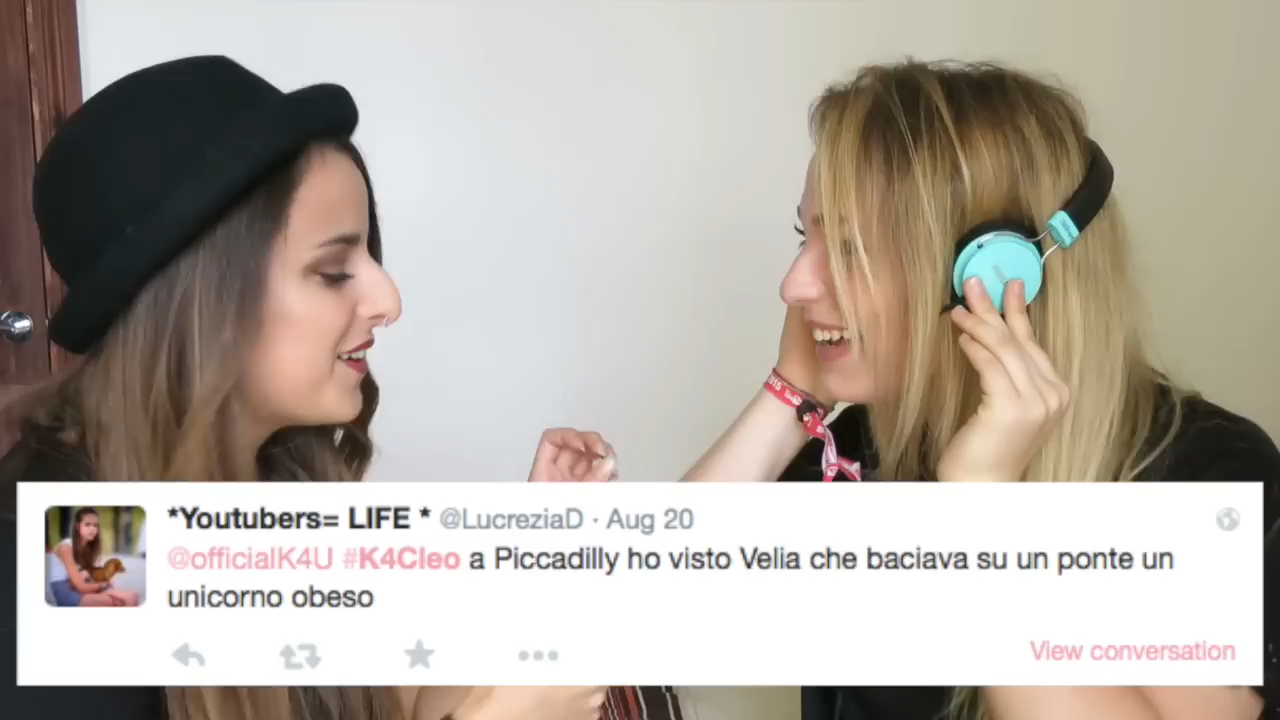 *Youtubers= LIFE * @LucreziaD · Aug 20
@officialK4U #K4Cleo a Piccadilly ho visto Velia che baciava su un ponte un
unicorno obeso
View conversation